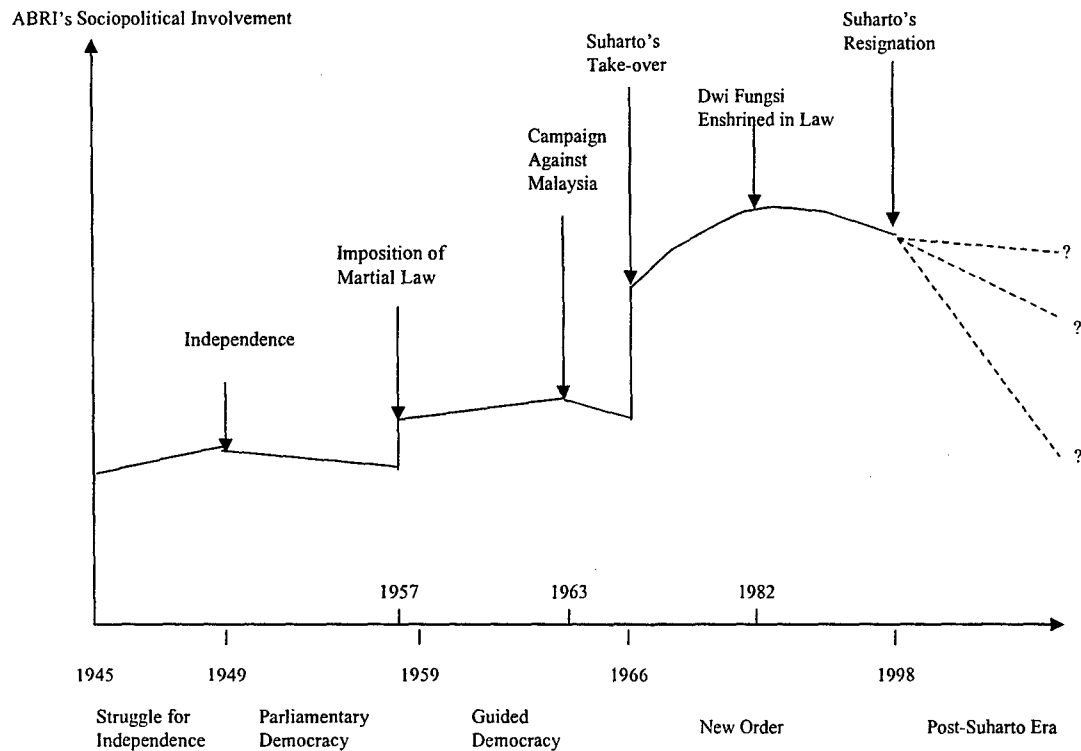 ABRI's Sociopolitical Involvement
Suharto's
Take-over
Suharto's
Resignation
Dwi Fungsi
Enshrined in Law
Campaign
Against
Malaysia
Imposition of
Martial Law
Independence
?
?
?
1957
1963
1982
1945
1949
1959
1966
1998
Struggle for
Independence
Parliamentary
Democracy
Guided
Democracy
New Order
Post-Suharto Era